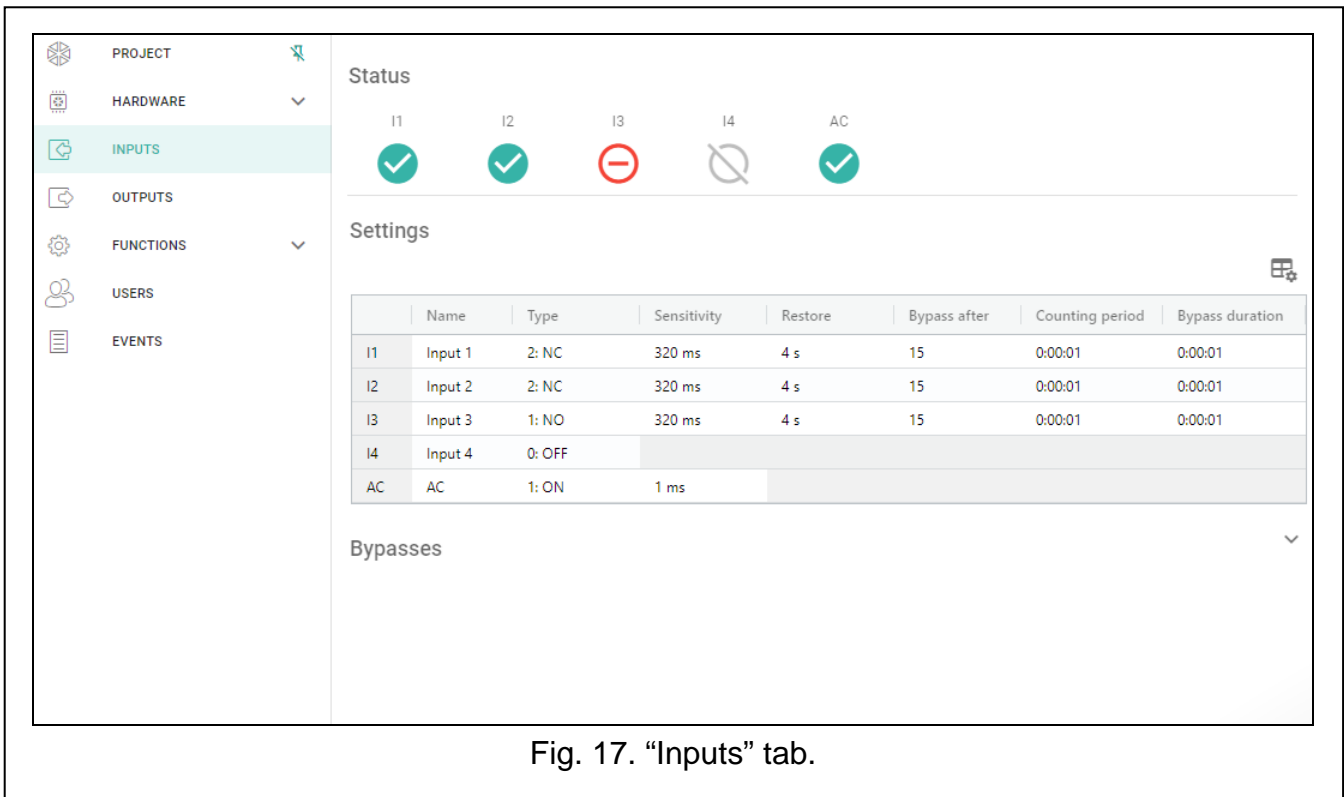 PROJECT
HARDWARE
INPUTS
OUTPUTS
FUNCTIONS
USERS
EVENTS
Status
I1 I2 I3 I4 AC
Settings
Name Type Sensitivity Restore Bypass after Counting period Bypass duration
I1 Input 1 2: NC 320 ms 4 s 15 0:00:01 0:00:01
I2 Input 2 2: NC 320 ms 4 s 15 0:00:01 0:00:01
I3 Input 3 1: NO 320 ms 4 s 15 0:00:01 0:00:01
I4 Input 4 0: OFF
AC AC 1: ON 1 ms
Bypasses
Fig. 17. “Inputs” tab.